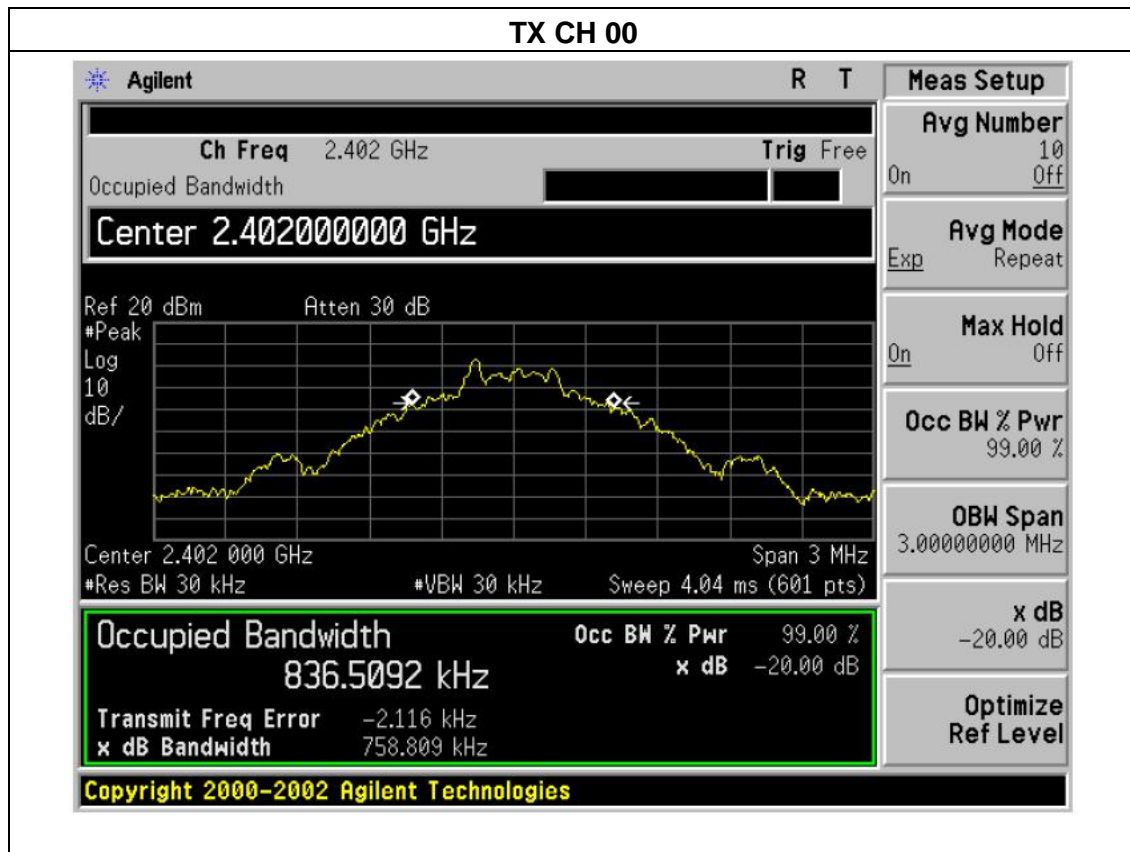 TX CH 00
Agilent R T
Ch Freq 2.402 GHz Trig Free
Occupied Bandwidth
Center 2.402000000 GHz
Ref 20 dBm Atten 30 dB
#Peak
Log
10
dB/
Center 2.402 000 GHz Span 3 MHz
#Res BW 30 kHz #VBW 30 kHz Sweep 4.04 ms (601 pts)
Occupied Bandwidth Occ BW % Pwr 99.00 %
836.5092 kHz x dB -20.00 dB
Transmit Freq Error -2.116 kHz
x dB Bandwidth 758.809 kHz
Copyright 2000-2002 Agilent Technologies
Meas Setup
Avg Number
10
On Off
Avg Mode
Exp Repeat
Max Hold
On Off
Occ BW % Pwr
99.00 %
OBW Span
3.00000000 MHz
x dB
-20.00 dB
Optimize
Ref Level